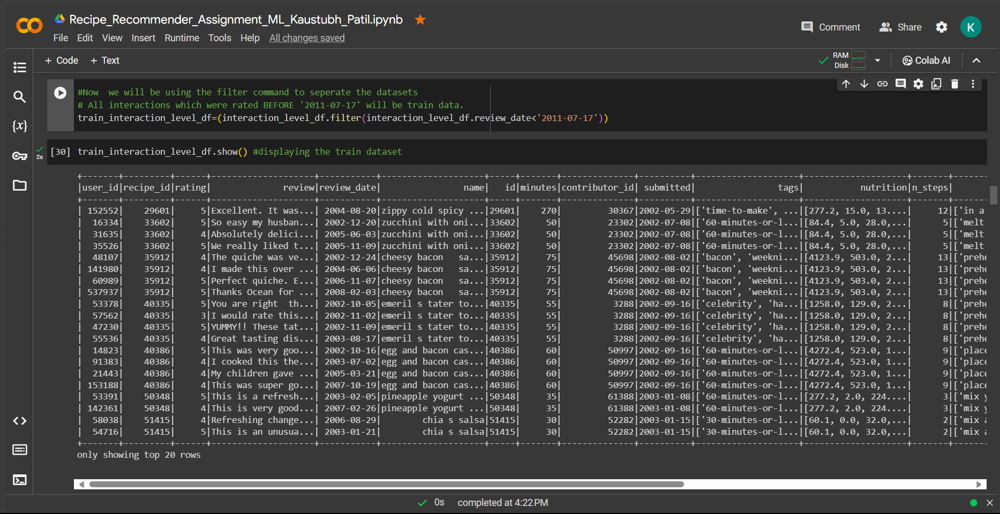 Recipe_Recommender_Assignment_ML_Kaustubh_Patil.ipynb
File Edit View Insert Runtime Tools Help All changes saved
Comment Share K
+ Code + Text
RAM
Disk
Colab AI
{x}
#Now  we will be using the filter command to seperate the datasets
# All interactions which were rated BEFORE '2011-07-17' will be train data.
train_interaction_level_df=(interaction_level_df.filter(interaction_level_df.review_date<'2011-07-17'))
2s
[30] train_interaction_level_df.show() #displaying the train dataset
+-------+---------+------+--------------------+-----------+--------------------+-----+-------+--------------+----------+--------------------+--------------------+-------+-------
|user_id|recipe_id|rating|              review|review_date|                name|   id|minutes|contributor_id| submitted|                tags|           nutrition|n_steps|
+-------+---------+------+--------------------+-----------+--------------------+-----+-------+--------------+----------+--------------------+--------------------+-------+-------
| 152552|    29601|     5|Excellent. It was...| 2004-08-20|zippy cold spicy ...|29601|    270|         30367|2002-05-29|['time-to-make', ...|[277.2, 15.0, 13....|     12|['in a
|  16334|    33602|     5|So easy my husban...| 2002-12-20|zucchini with oni...|33602|     50|         23302|2002-07-08|['60-minutes-or-l...|[84.4, 5.0, 28.0,...|      5|['melt
|  31635|    33602|     4|Absolutely delici...| 2005-06-03|zucchini with oni...|33602|     50|         23302|2002-07-08|['60-minutes-or-l...|[84.4, 5.0, 28.0,...|      5|['melt
|  35526|    33602|     5|We really liked t...| 2005-11-09|zucchini with oni...|33602|     50|         23302|2002-07-08|['60-minutes-or-l...|[84.4, 5.0, 28.0,...|      5|['melt
|  48107|    35912|     4|The quiche was ve...| 2002-12-24|cheesy bacon   sa...|35912|     75|         45698|2002-08-02|['bacon', 'weekni...|[4123.9, 503.0, 2...|     13|['prehe
| 141980|    35912|     4|I made this over ...| 2004-06-06|cheesy bacon   sa...|35912|     75|         45698|2002-08-02|['bacon', 'weekni...|[4123.9, 503.0, 2...|     13|['prehe
|  60989|    35912|     5|Perfect quiche. E...| 2006-11-07|cheesy bacon   sa...|35912|     75|         45698|2002-08-02|['bacon', 'weekni...|[4123.9, 503.0, 2...|     13|['prehe
| 537937|    35912|     5|Thanks Ocean for ...| 2008-02-03|cheesy bacon   sa...|35912|     75|         45698|2002-08-02|['bacon', 'weekni...|[4123.9, 503.0, 2...|     13|['prehe
|  53378|    40335|     5|You are right  th...| 2002-10-05|emeril s tater to...|40335|     55|          3288|2002-09-16|['celebrity', 'ha...|[1258.0, 129.0, 2...|      8|['prehe
|  57562|    40335|     3|I would rate this...| 2002-11-02|emeril s tater to...|40335|     55|          3288|2002-09-16|['celebrity', 'ha...|[1258.0, 129.0, 2...|      8|['prehe
|  47230|    40335|     5|YUMMY!! These tat...| 2002-11-09|emeril s tater to...|40335|     55|          3288|2002-09-16|['celebrity', 'ha...|[1258.0, 129.0, 2...|      8|['prehe
|  55536|    40335|     4|Great tasting dis...| 2003-08-17|emeril s tater to...|40335|     55|          3288|2002-09-16|['celebrity', 'ha...|[1258.0, 129.0, 2...|      8|['prehe
|  14823|    40386|     5|This was very goo...| 2002-10-16|egg and bacon cas...|40386|     60|         50997|2002-09-16|['60-minutes-or-l...|[4272.4, 523.0, 1...|      9|['place
|  91383|    40386|     4|I cooked this the...| 2003-07-02|egg and bacon cas...|40386|     60|         50997|2002-09-16|['60-minutes-or-l...|[4272.4, 523.0, 1...|      9|['place
|  21443|    40386|     4|My children gave ...| 2005-03-21|egg and bacon cas...|40386|     60|         50997|2002-09-16|['60-minutes-or-l...|[4272.4, 523.0, 1...|      9|['place
| 153188|    40386|     4|This was super go...| 2007-10-19|egg and bacon cas...|40386|     60|         50997|2002-09-16|['60-minutes-or-l...|[4272.4, 523.0, 1...|      9|['place
|  53391|    50348|     5|This is a refresh...| 2003-02-05|pineapple yogurt ...|50348|     35|         61388|2003-01-08|['60-minutes-or-l...|[277.2, 2.0, 224....|      3|['mix y
| 142361|    50348|     4|This is very good...| 2007-02-26|pineapple yogurt ...|50348|     35|         61388|2003-01-08|['60-minutes-or-l...|[277.2, 2.0, 224....|      3|['mix y
|  58038|    51415|     4|Refreshing change...| 2006-08-29|        chia s salsa|51415|     30|         52282|2003-01-15|['30-minutes-or-l...|[60.1, 0.0, 32.0,...|      2|['mix a
|  54716|    51415|     5|This is an unusua...| 2003-01-21|        chia s salsa|51415|     30|         52282|2003-01-15|['30-minutes-or-l...|[60.1, 0.0, 32.0,...|      2|['mix a
+-------+---------+------+--------------------+-----------+--------------------+-----+-------+--------------+----------+--------------------+--------------------+-------+-------
only showing top 20 rows
0s completed at 4:22 PM